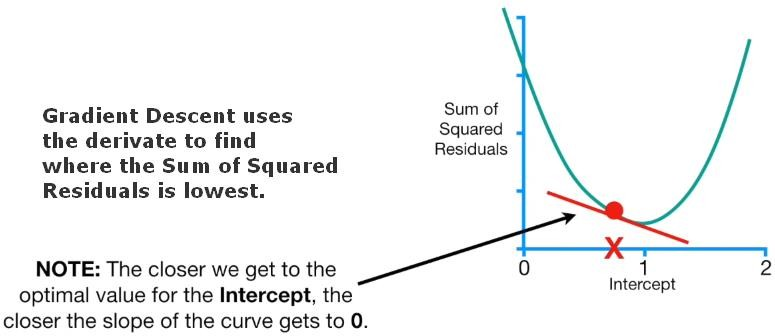 Gradient Descent uses
the derivate to find
where the Sum of Squared
Residuals is lowest.
NOTE: The closer we get to the
optimal value for the Intercept, the
closer the slope of the curve gets to 0.
Sum of
Squared
Residuals
X
0 1 2
Intercept